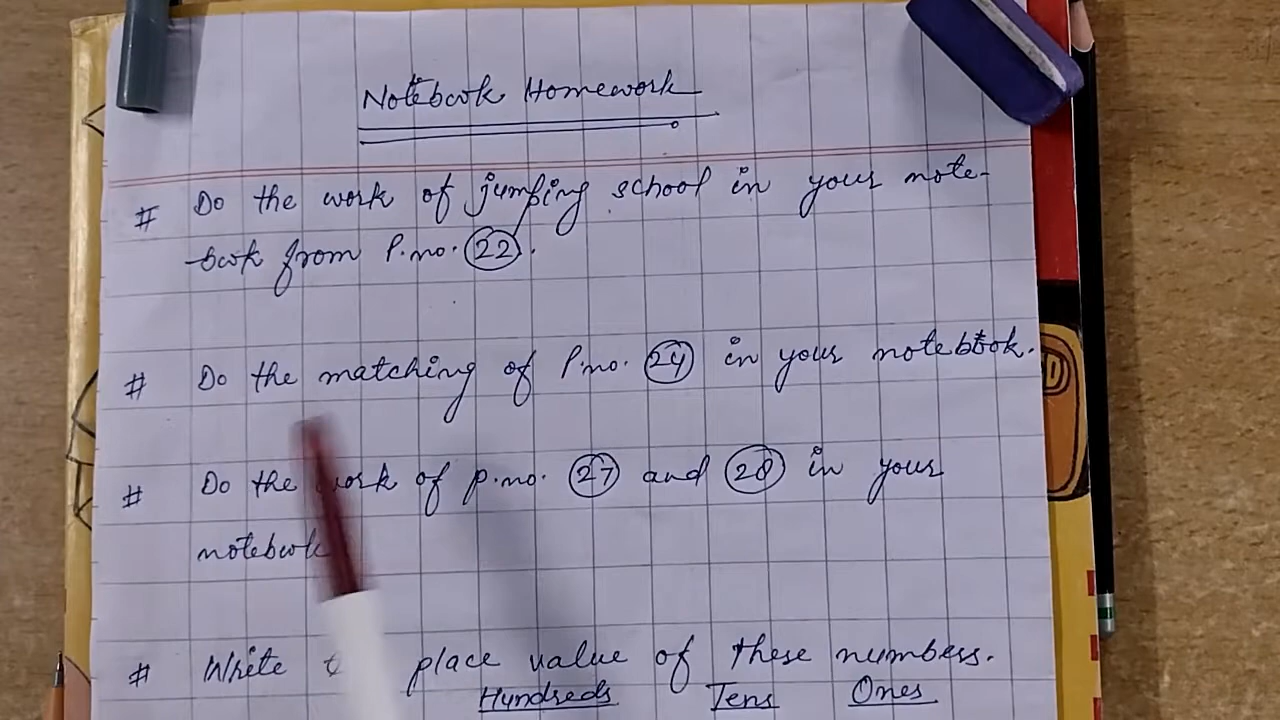 Notebook Homework
# Do the work of jumping school in your note-
book from P.no. 22.
# Do the matching of P.no. 24 in your notebook.
# Do the work of p.no. 27 and 28 in your
notebook
# Write place value of these numbers.
Hundreds Tens Ones